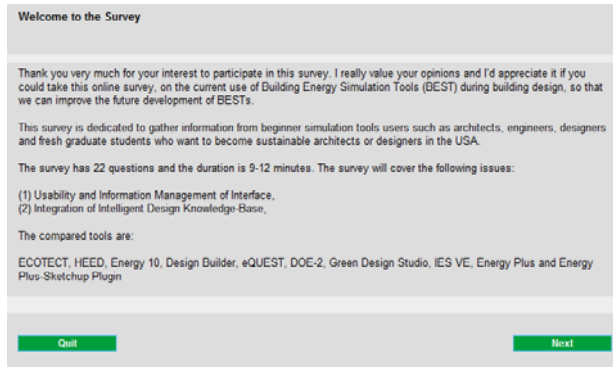 Welcome to the Survey
Thank you very much for your interest to participate in this survey. I really value your opinions and I'd appreciate it if you
could take this online survey, on the current use of Building Energy Simulation Tools (BEST) during building design, so that
we can improve the future development of BESTs.
This survey is dedicated to gather information from beginner simulation tools users such as architects, engineers, designers
and fresh graduate students who want to become sustainable architects or designers in the USA.
The survey has 22 questions and the duration is 9-12 minutes. The survey will cover the following issues:
(1) Usability and Information Management of Interface,
(2) Integration of Intelligent Design Knowledge-Base,
The compared tools are:
ECOTECT, HEED, Energy 10, Design Builder, eQUEST, DOE-2, Green Design Studio, IES VE, Energy Plus and Energy
Plus-Sketchup Plugin
Quit
Next